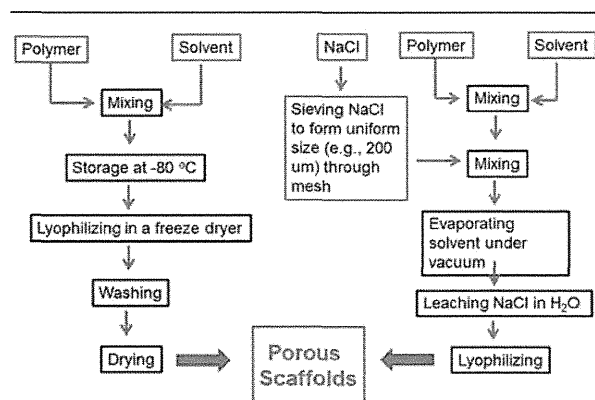 Polymer
Solvent
Mixing
Storage at -80 °C
Lyophilizing in a freeze dryer
Washing
Drying
NaCl
Sieving NaCl
to form uniform
size (e.g., 200
um) through
mesh
Polymer
Solvent
Mixing
Mixing
Evaporating
solvent under
vacuum
Leaching NaCl in H₂O
Lyophilizing
Porous
Scaffolds